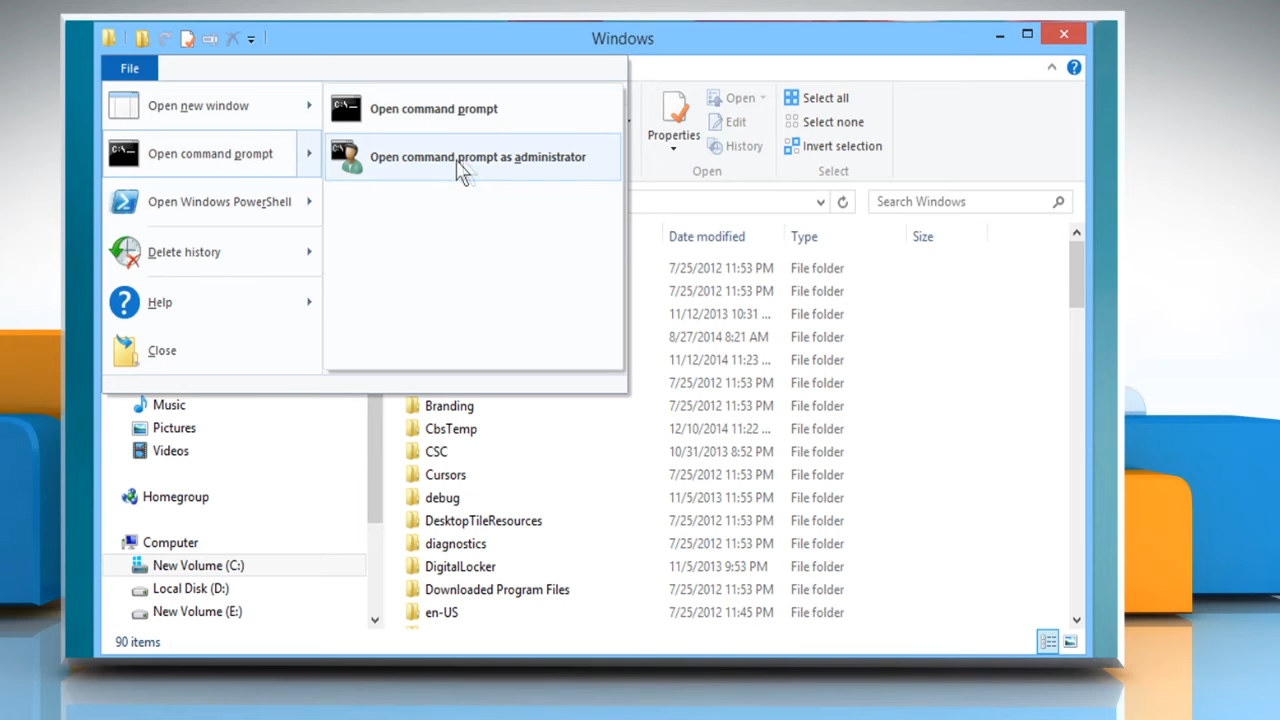 Windows
File
Open new window
Open command prompt
Open Windows PowerShell
Delete history
Help
Close
Open command prompt
Open command prompt as administrator
Properties
Open
Edit
History
Open
Select all
Select none
Invert selection
Select
Search Windows
Date modified Type Size
7/25/2012 11:53 PM File folder
7/25/2012 11:53 PM File folder
11/12/2013 10:31 ... File folder
8/27/2014 8:21 AM File folder
11/12/2014 11:23 ... File folder
7/25/2012 11:53 PM File folder
Branding 7/25/2012 11:53 PM File folder
CbsTemp 12/10/2014 11:22 ... File folder
CSC 10/31/2013 8:52 PM File folder
Cursors 7/25/2012 11:53 PM File folder
debug 11/5/2013 11:55 PM File folder
DesktopTileResources 7/25/2012 11:53 PM File folder
diagnostics 7/25/2012 11:53 PM File folder
DigitalLocker 11/5/2013 9:53 PM File folder
Downloaded Program Files 7/25/2012 11:53 PM File folder
en-US 7/25/2012 11:45 PM File folder
Music
Pictures
Videos
Homegroup
Computer
New Volume (C:)
Local Disk (D:)
New Volume (E:)
90 items